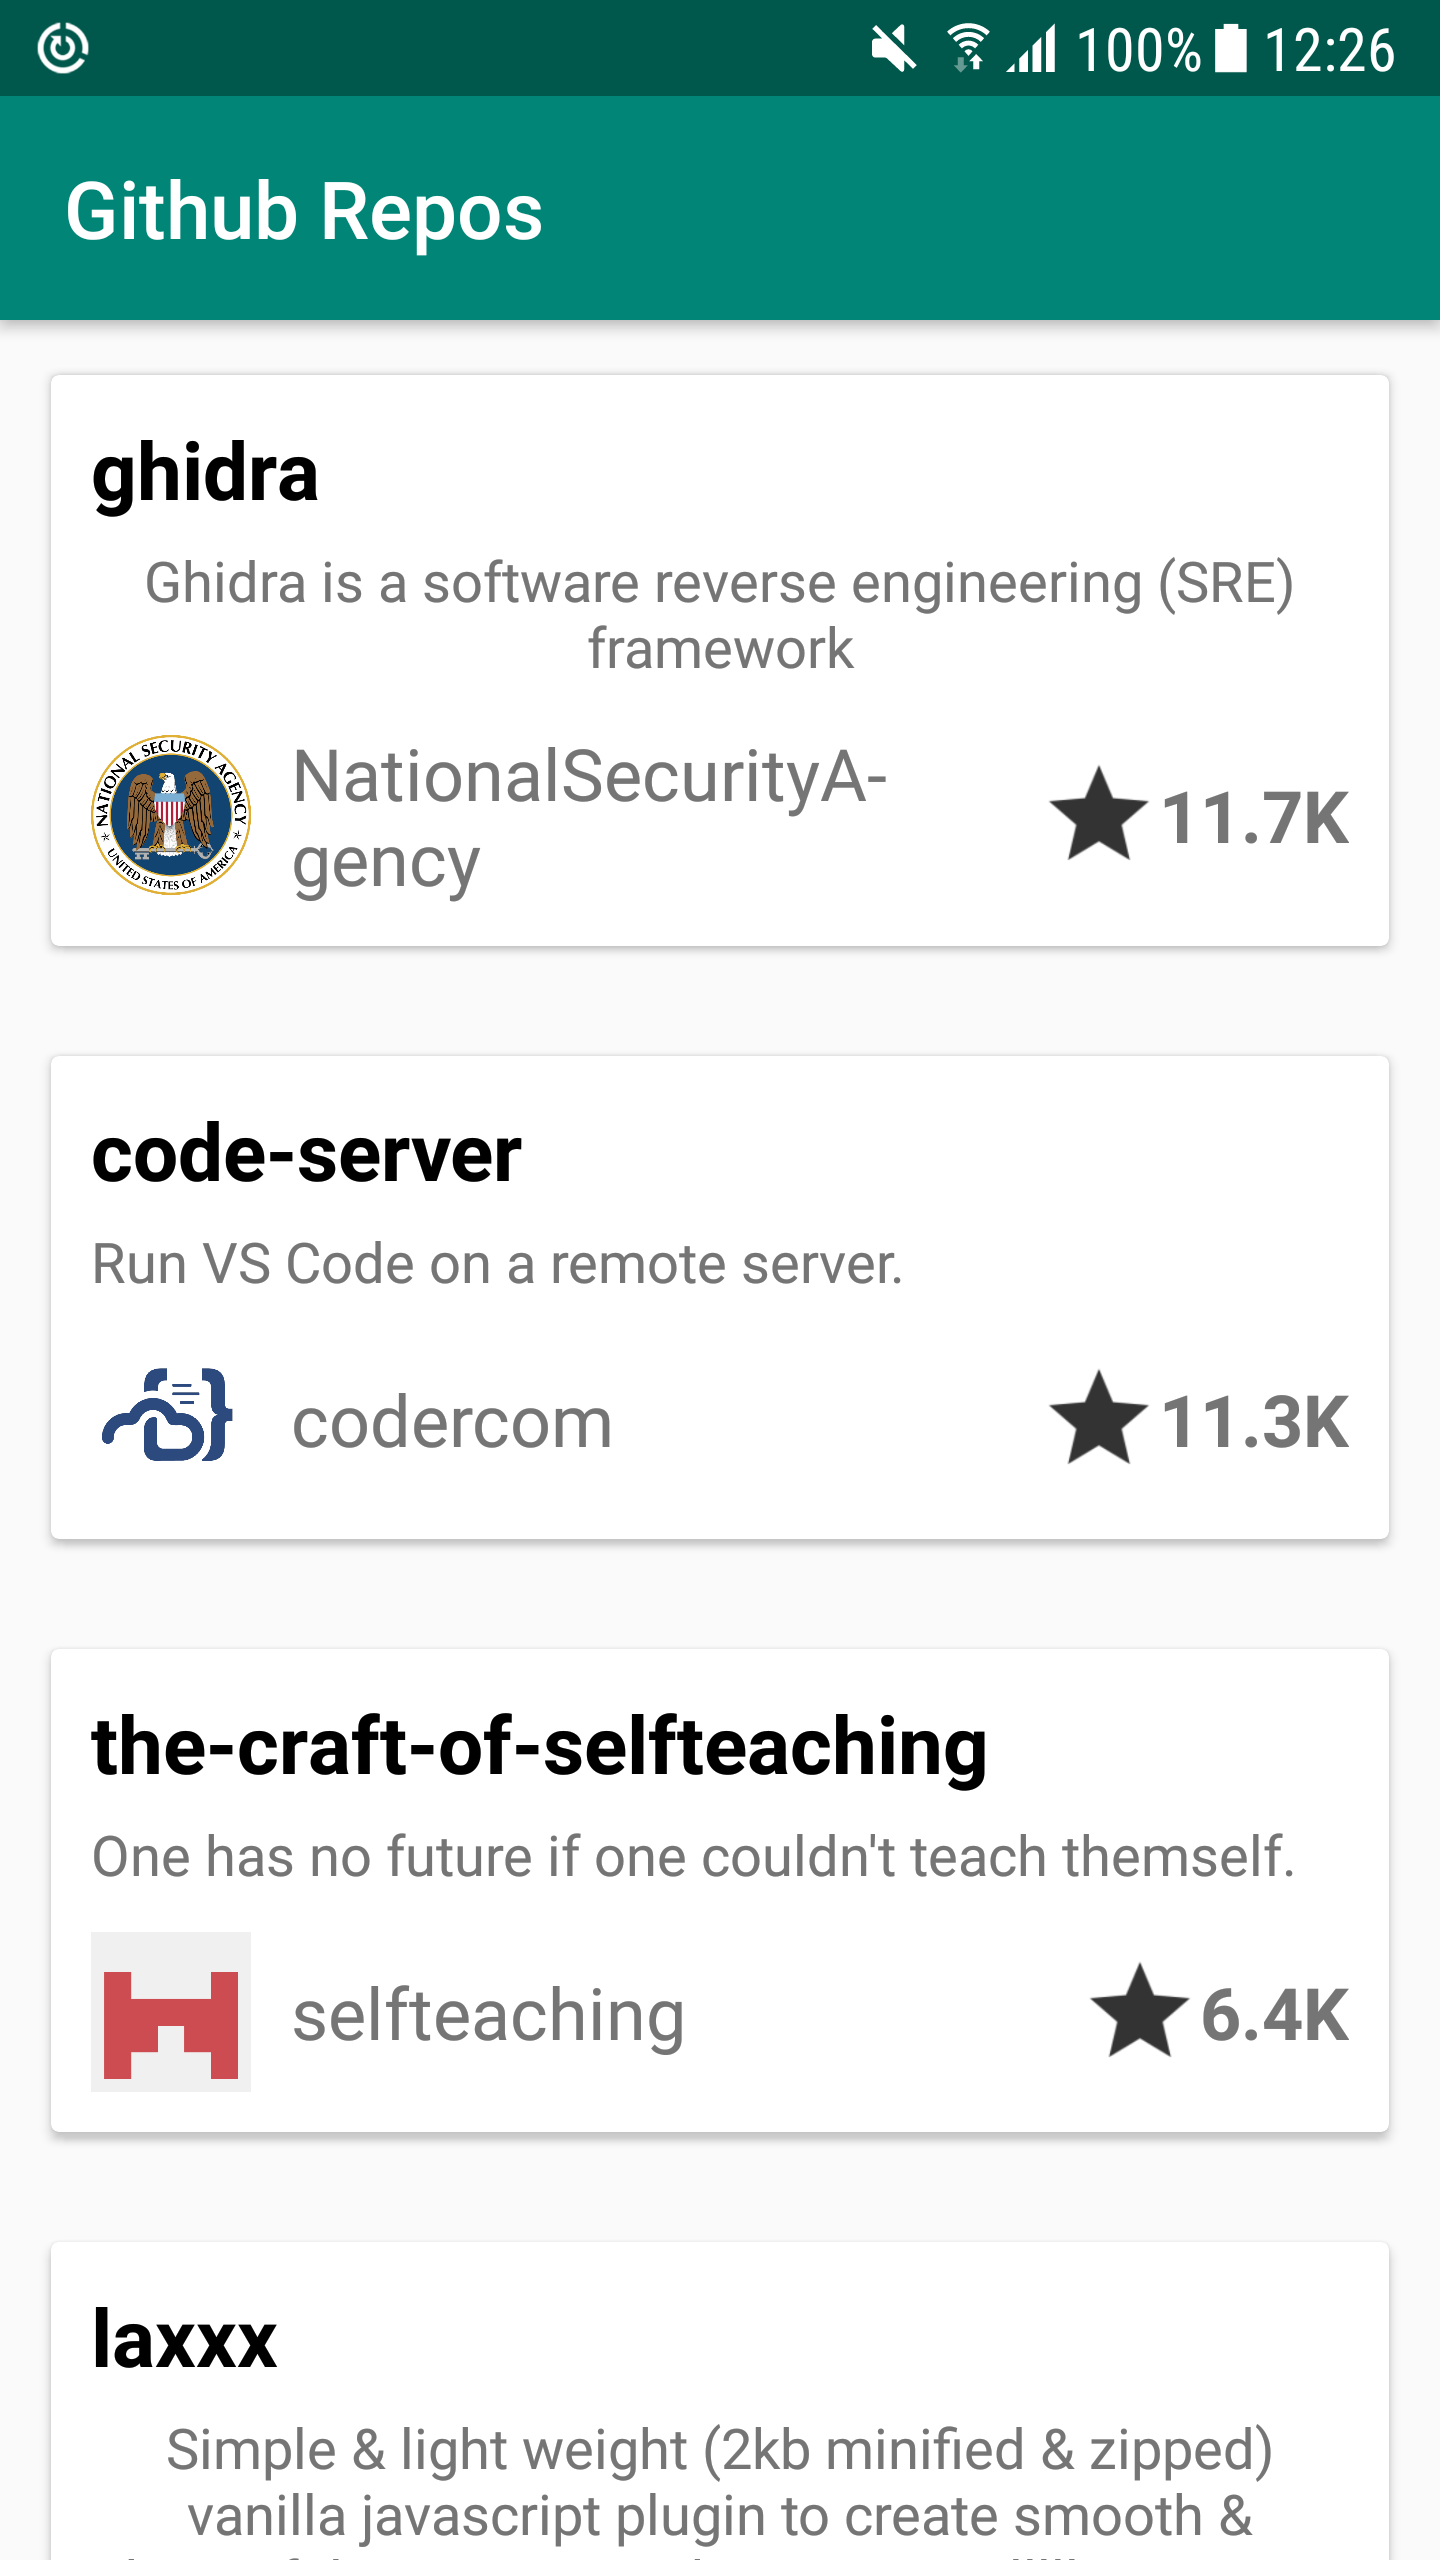 100% 12:26
Github Repos
ghidra
Ghidra is a software reverse engineering (SRE)
framework
NATIONAL SECURITY AGENCY
UNITED STATES OF AMERICA
NationalSecurityA-
gency
11.7K
code-server
Run VS Code on a remote server.
codercom
11.3K
the-craft-of-selfteaching
One has no future if one couldn't teach themself.
selfteaching
6.4K
laxxx
Simple & light weight (2kb minified & zipped)
vanilla javascript plugin to create smooth &